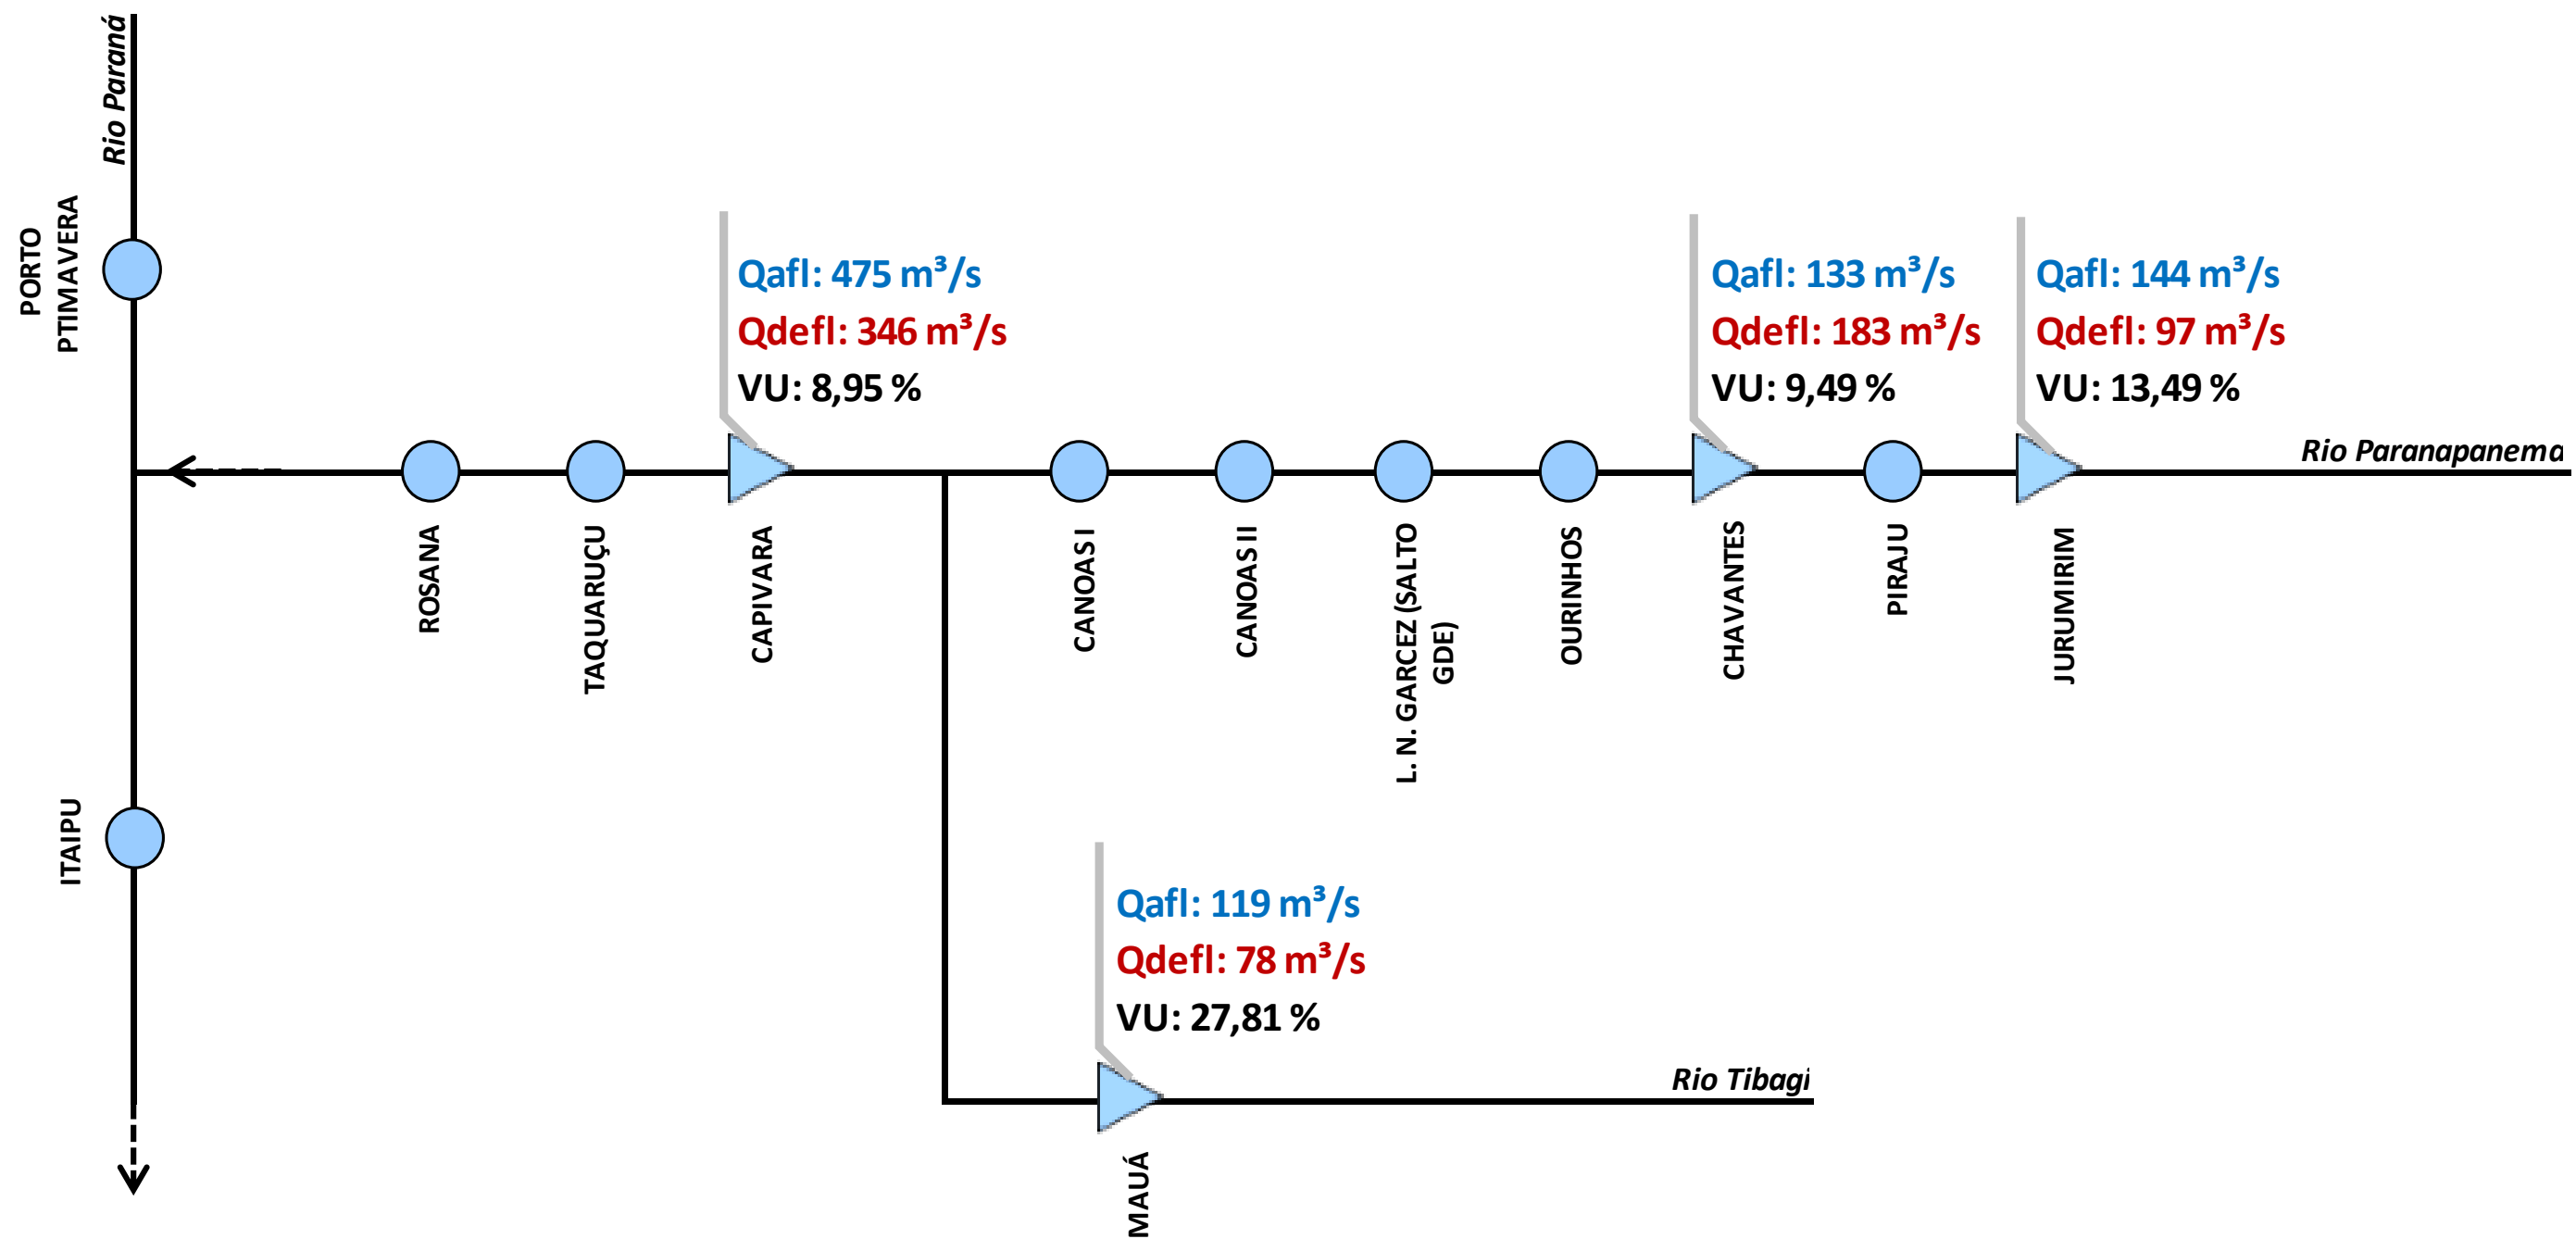 Rio Paraná
PORTO
PTIMAVERA
Qafl: 475 m³/s
Qdefl: 346 m³/s
VU: 8,95 %
Qafl: 133 m³/s
Qdefl: 183 m³/s
VU: 9,49 %
Qafl: 144 m³/s
Qdefl: 97 m³/s
VU: 13,49 %
Rio Paranapanema
ROSANA
TAQUARUÇU
CAPIVARA
CANOAS I
CANOAS II
L. N. GARCEZ (SALTO
GDE)
OURINHOS
CHAVANTES
PIRAJU
JURUMIRIM
ITAIPU
Qafl: 119 m³/s
Qdefl: 78 m³/s
VU: 27,81 %
Rio Tibagi
MAUÁ